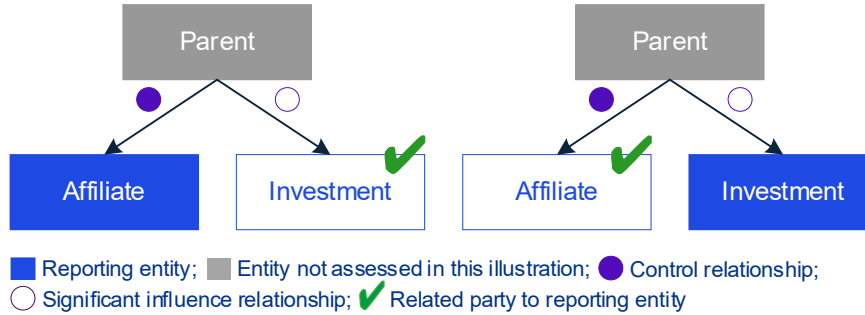 Parent
Parent
Affiliate
Investment
Affiliate
Investment
Reporting entity; Entity not assessed in this illustration; Control relationship;
Significant influence relationship; Related party to reporting entity